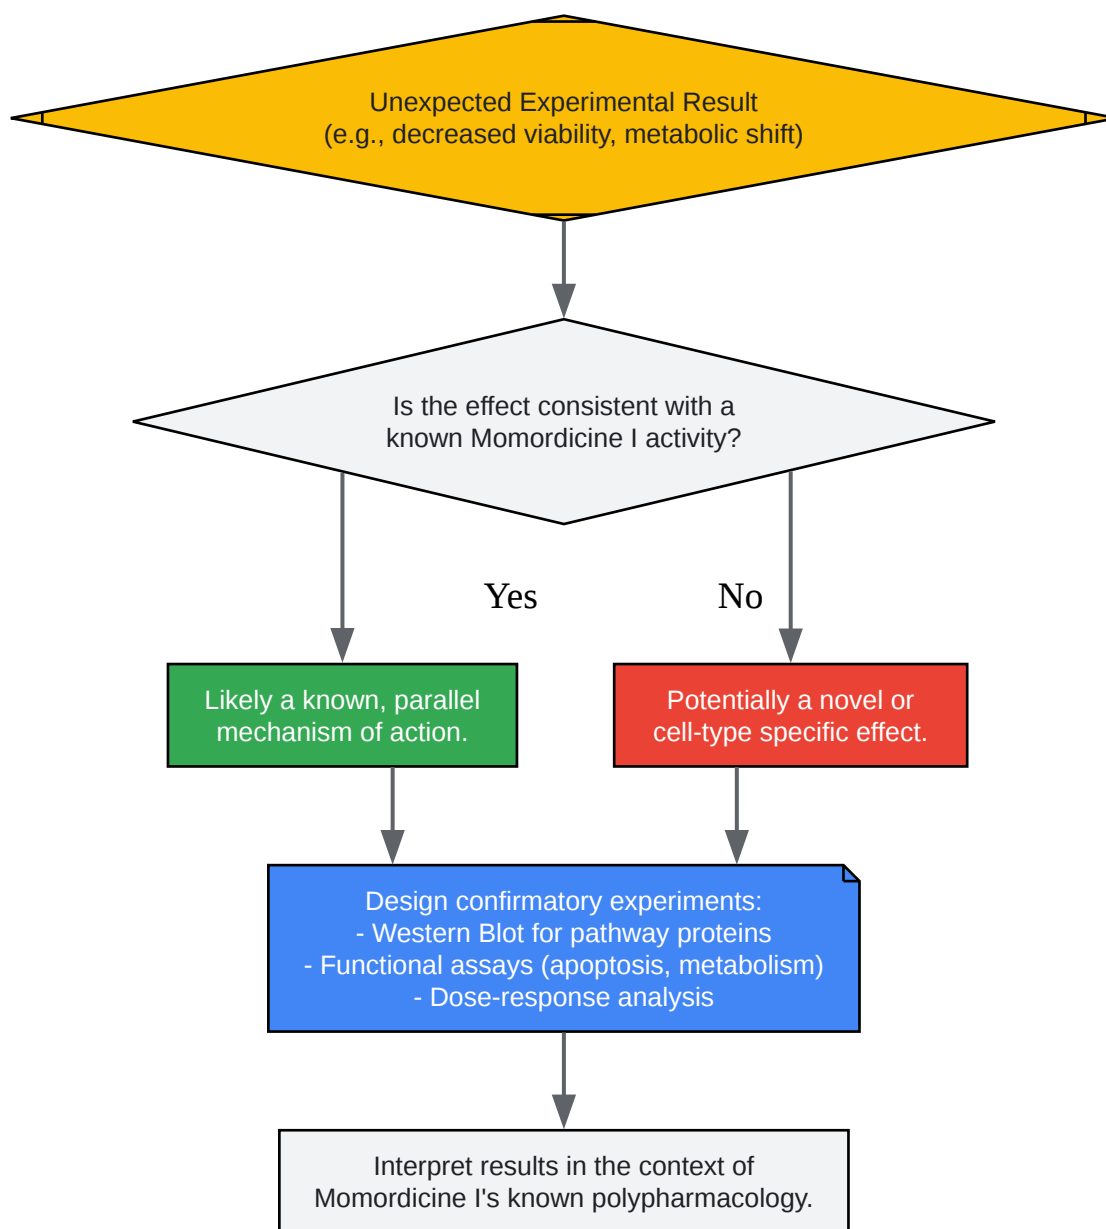 Unexpected Experimental Result
(e.g., decreased viability, metabolic shift)
Is the effect consistent with a
known Momordicine I activity?
Yes
No
Likely a known, parallel
mechanism of action.
Potentially a novel or
cell-type specific effect.
Design confirmatory experiments:
- Western Blot for pathway proteins
- Functional assays (apoptosis, metabolism)
- Dose-response analysis
Interpret results in the context of
Momordicine I's known polypharmacology.